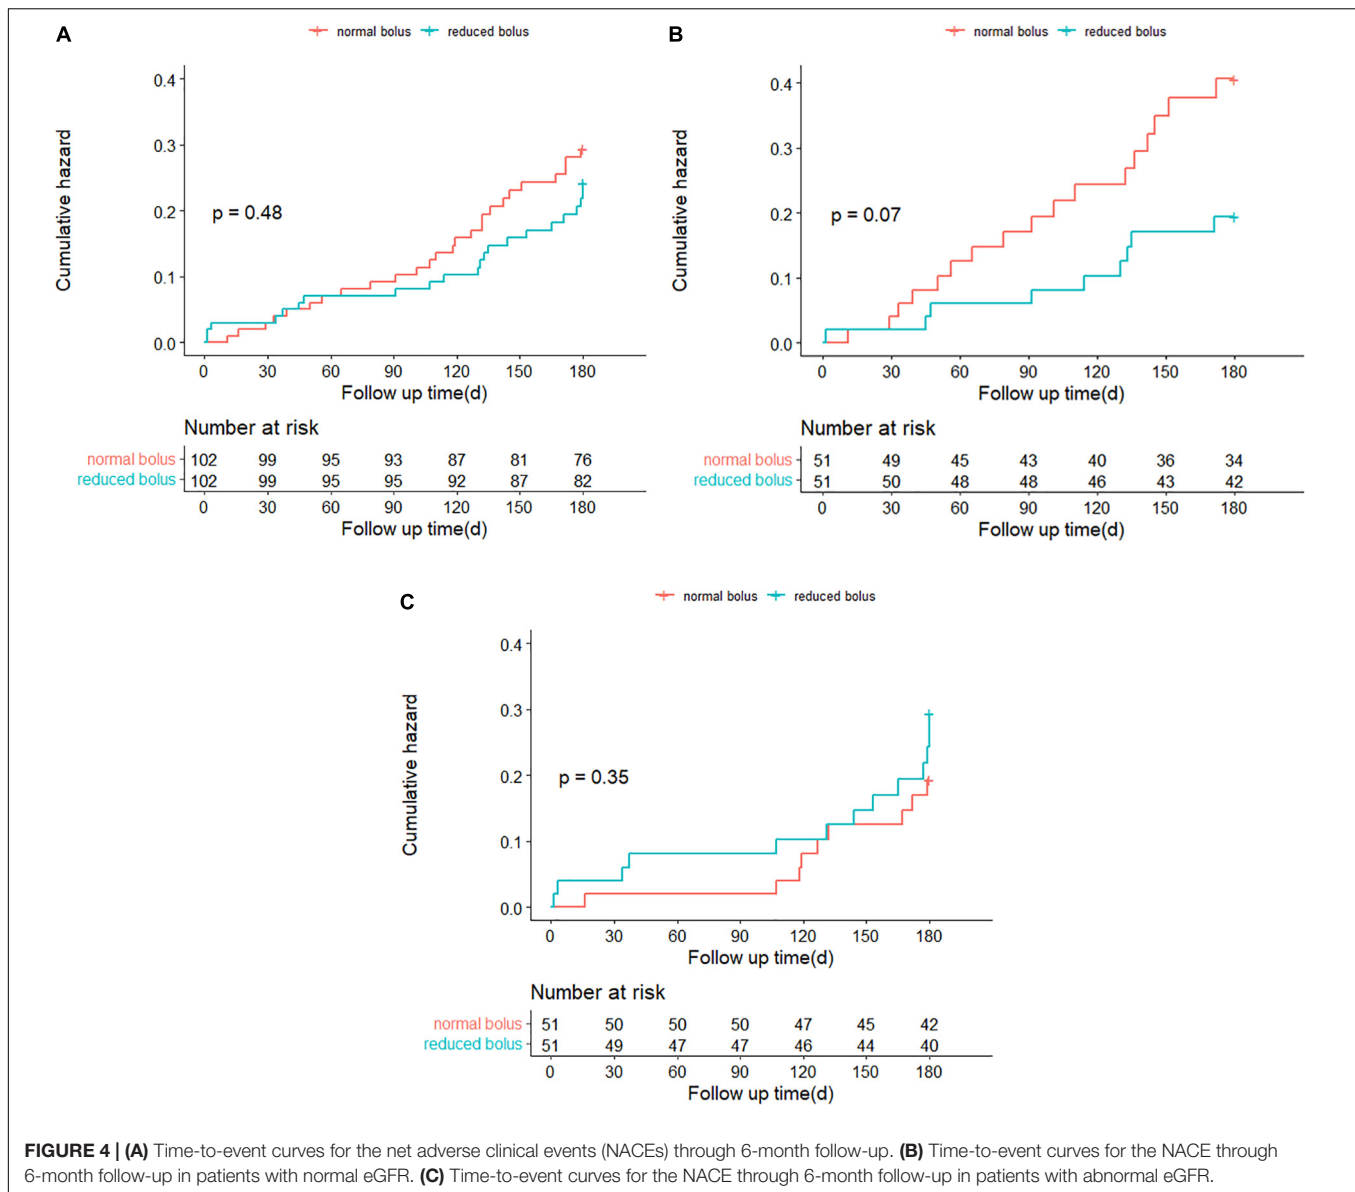 A
normal bolus reduced bolus
Cumulative hazard
0.4
0.3
0.2
0.1
0.0
p = 0.48
0 30 60 90 120 150 180
Follow up time(d)
Number at risk
normal bolus 102 99 95 93 87 81 76
reduced bolus 102 99 95 95 92 87 82
0 30 60 90 120 150 180
Follow up time(d)
B
normal bolus reduced bolus
Cumulative hazard
0.4
0.3
0.2
0.1
0.0
p = 0.07
0 30 60 90 120 150 180
Follow up time(d)
Number at risk
normal bolus 51 49 45 43 40 36 34
reduced bolus 51 50 48 48 46 43 42
0 30 60 90 120 150 180
Follow up time(d)
C
normal bolus reduced bolus
Cumulative hazard
0.4
0.3
0.2
0.1
0.0
p = 0.35
0 30 60 90 120 150 180
Follow up time(d)
Number at risk
normal bolus 51 50 50 50 47 45 42
reduced bolus 51 49 47 47 46 44 40
0 30 60 90 120 150 180
Follow up time(d)
FIGURE 4 | (A) Time-to-event curves for the net adverse clinical events (NACEs) through 6-month follow-up. (B) Time-to-event curves for the NACE through
6-month follow-up in patients with normal eGFR. (C) Time-to-event curves for the NACE through 6-month follow-up in patients with abnormal eGFR.